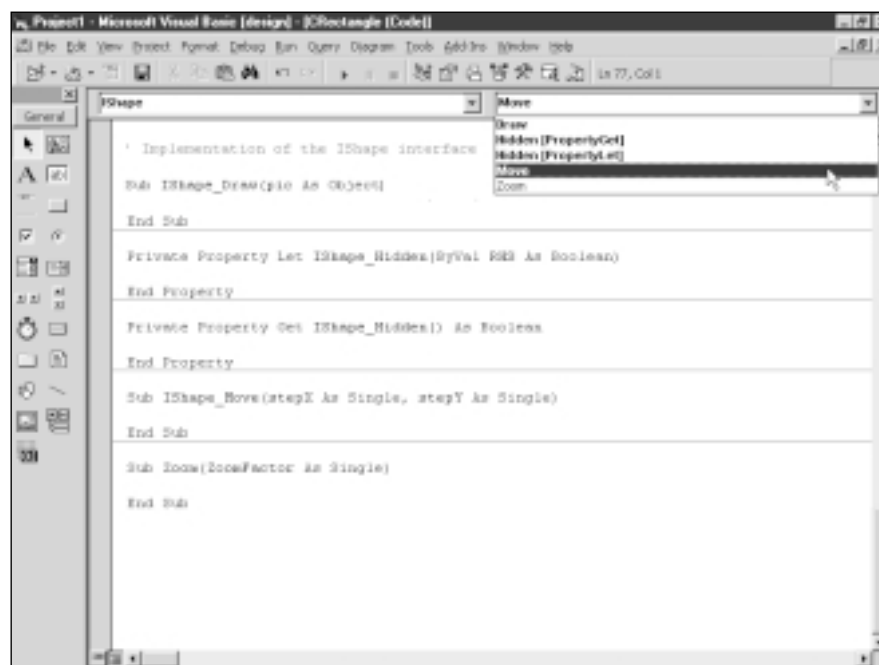 Project1 - Microsoft Visual Basic [design] - [CRectangle (Code)]
File Edit View Project Format Debug Run Query Diagram Tools Add-Ins Window Help
Ln 77, Col 1
General
IShape
Move
Draw
Hidden [PropertyGet]
Hidden [PropertyLet]
Move
Zoom
' Implementation of the IShape interface
Sub IShape_Draw(pic As Object)
End Sub
Private Property Let IShape_Hidden(ByVal RHS As Boolean)
End Property
Private Property Get IShape_Hidden() As Boolean
End Property
Sub IShape_Move(stepX As Single, stepY As Single)
End Sub
Sub Zoom(ZoomFactor As Single)
End Sub